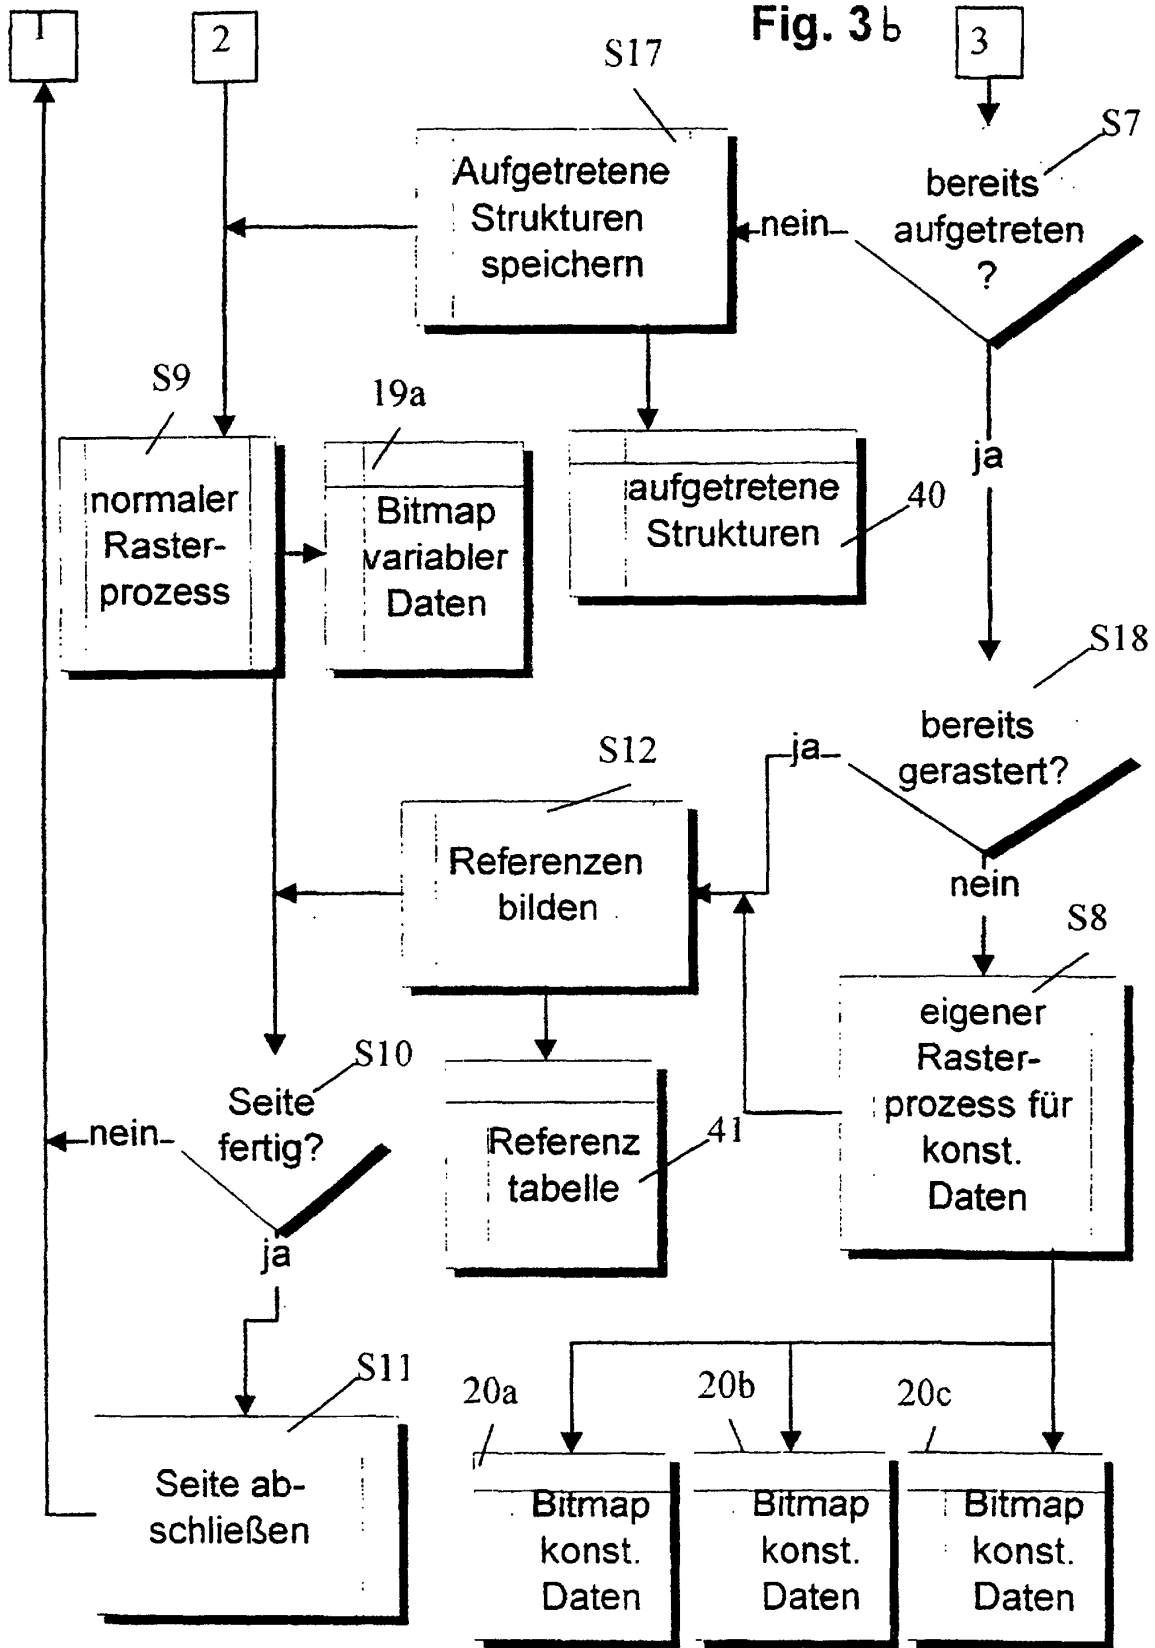 1
2
Fig. 3b
3
S17
S7
Aufgetretene
Strukturen
speichern
nein
bereits
aufgetreten
?
S9
19a
ja
normaler
Raster-
prozess
Bitmap
variabler
Daten
aufgetretene
Strukturen
40
S18
S12
ja
bereits
gerastert?
Referenzen
bilden
nein
S8
S10
Seite
fertig?
nein
ja
Referenz
tabelle
41
eigener
Raster-
prozess für
konst.
Daten
S11
20a
20b
20c
Seite ab-
schließen
Bitmap
konst.
Daten
Bitmap
konst.
Daten
Bitmap
konst.
Daten